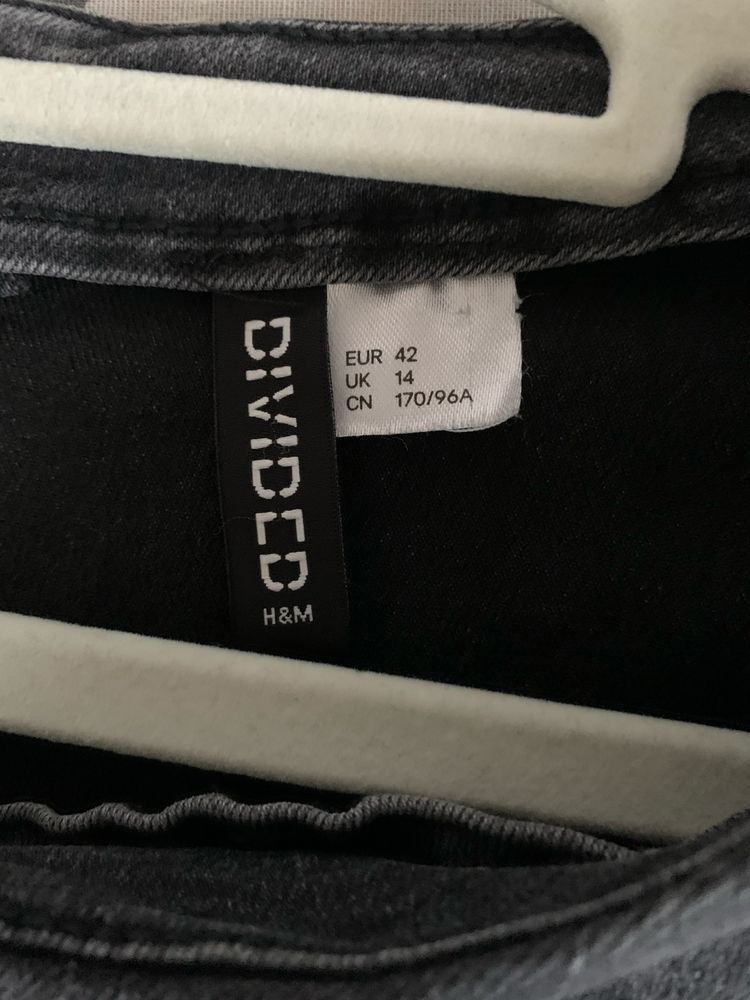 DIVIDED
H&M
EUR 42
UK 14
CN 170/96A